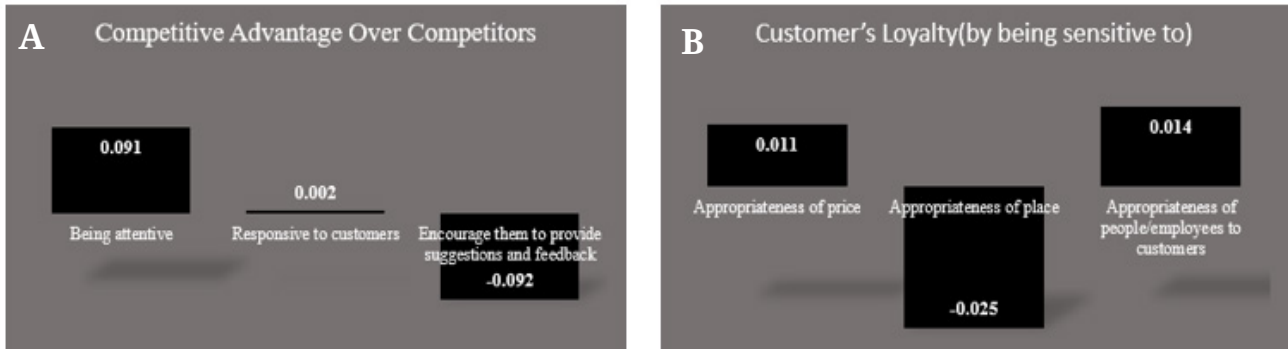 A
Competitive Advantage Over Competitors
0.091
Being attentive
0.002
Responsive to customers
Encourage them to provide
suggestions and feedback
-0.092
B
Customer's Loyalty(by being sensitive to)
0.011
Appropriateness of price
Appropriateness of place
-0.025
0.014
Appropriateness of
people/employees to
customers